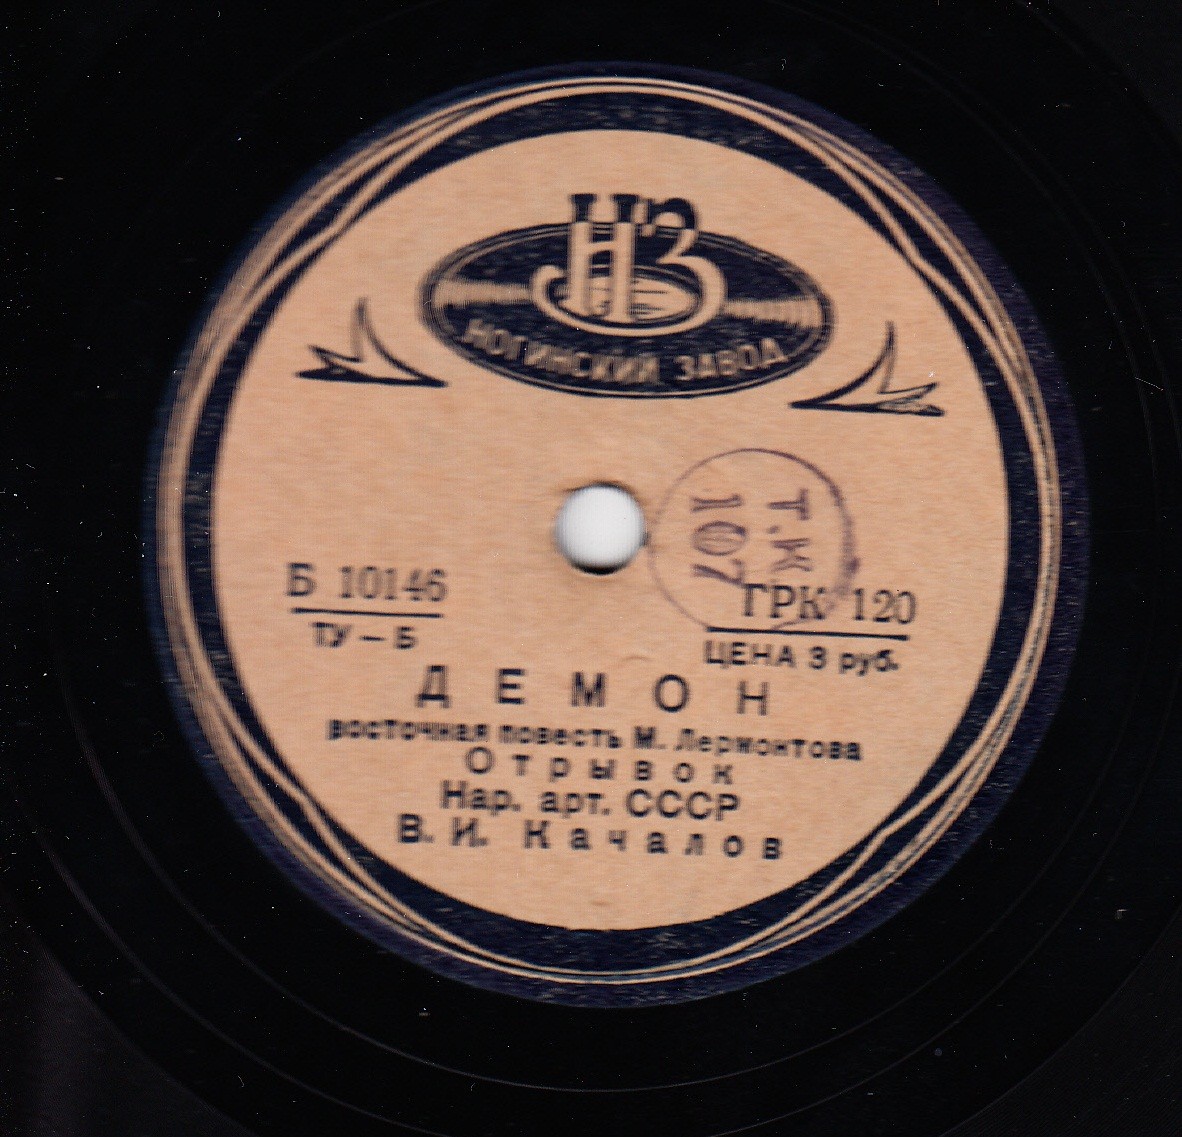 НЗ
НОГИНСКИЙ ЗАВОД
Т.К
107
Б 10146
ТУ – Б
ГРК 120
ЦЕНА 3 руб.
ДЕМОН
восточная повесть М. Лермонтова
Отрывок
Нар. арт. СССР
В. И. Качалов